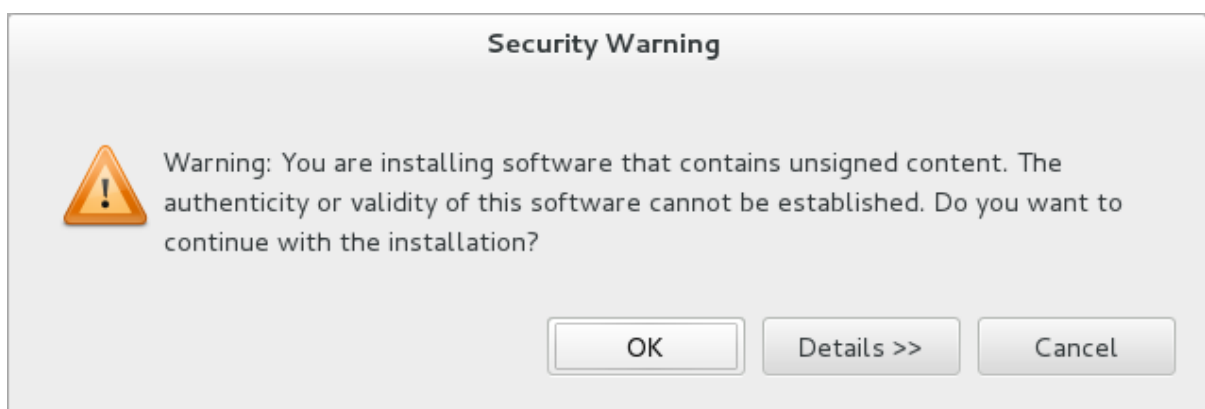 Security Warning
Warning: You are installing software that contains unsigned content. The
authenticity or validity of this software cannot be established. Do you want to
continue with the installation?
OK
Details >>
Cancel